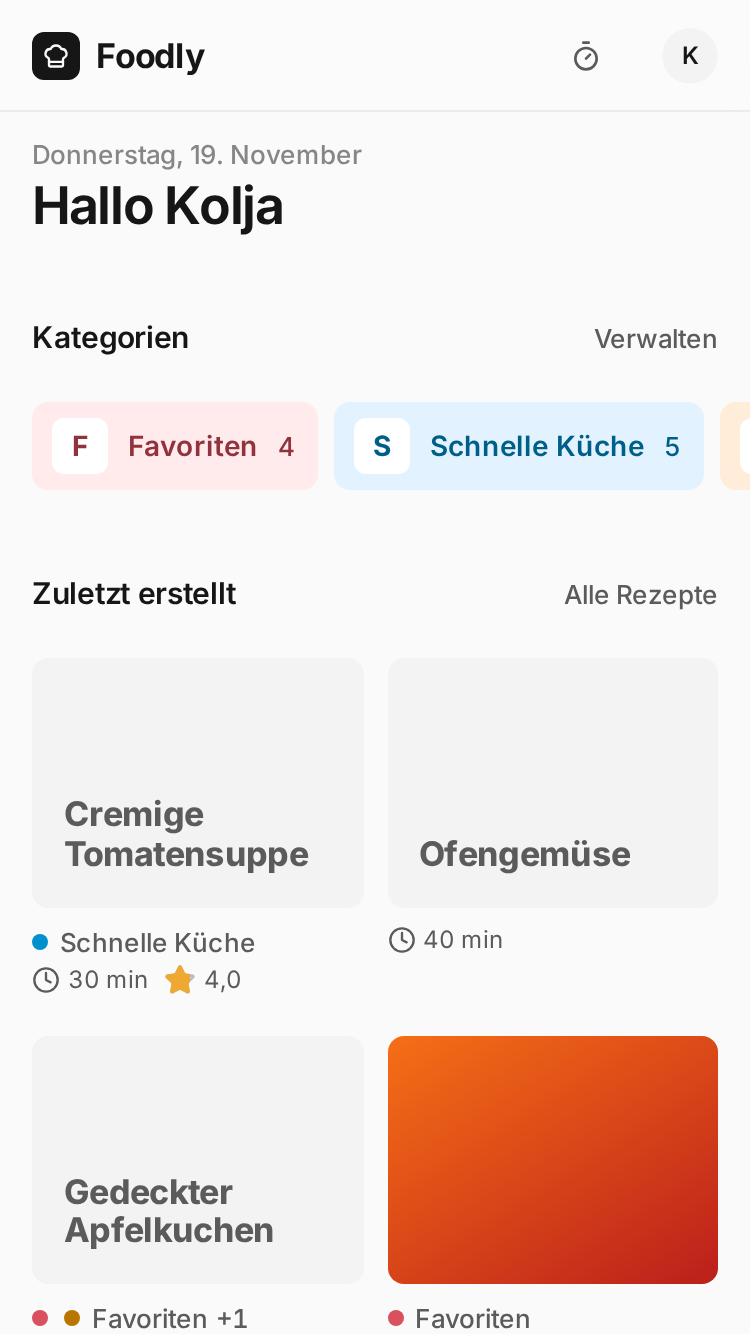 Foodly
K
Donnerstag, 19. November
Hallo Kolja
Kategorien
Verwalten
F Favoriten 4
S Schnelle Küche 5
Zuletzt erstellt
Alle Rezepte
Cremige
Tomatensuppe
Ofengemüse
Schnelle Küche
30 min 4,0
40 min
Gedeckter
Apfelkuchen
Favoriten +1
Favoriten